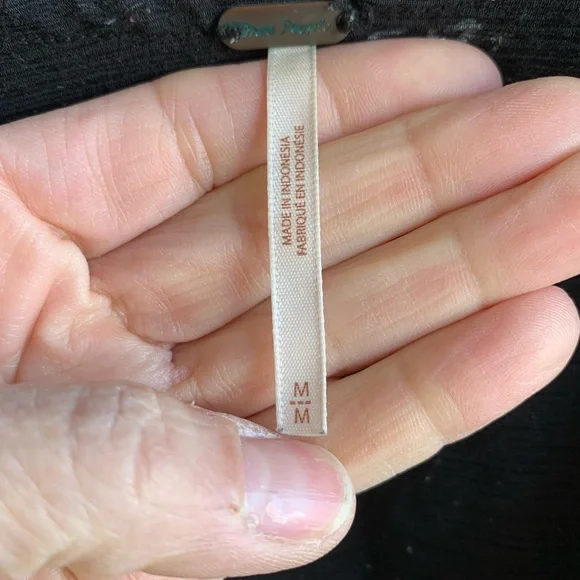 MADE IN INDONESIA
FABRIQUÉ EN INDONÉSIE
M
M